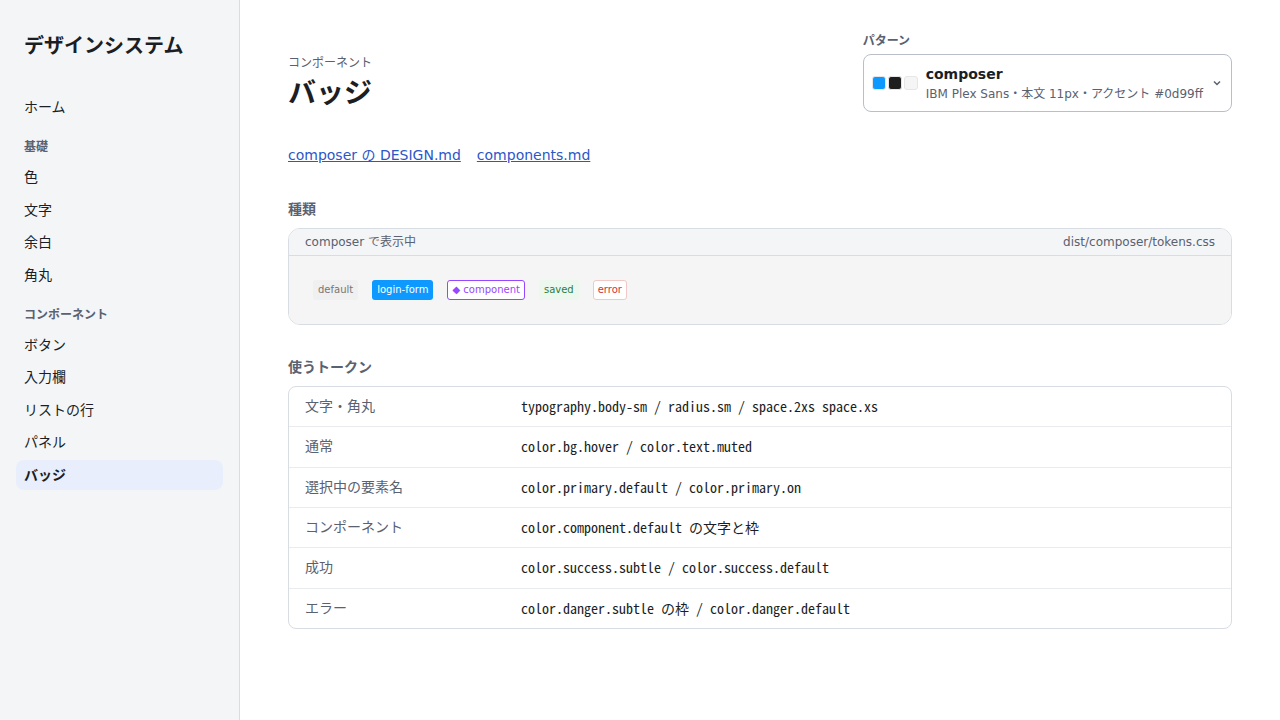 デザインシステム
ホーム
基礎
色
文字
余白
角丸
コンポーネント
ボタン
入力欄
リストの行
パネル
バッジ
コンポーネント
バッジ
パターン
composer
IBM Plex Sans・本文 11px・アクセント #0d99ff
composer の DESIGN.md components.md
種類
composer で表示中 dist/composer/tokens.css
default login-form ◆ component saved error
使うトークン
文字・角丸 typography.body-sm / radius.sm / space.2xs space.xs
通常 color.bg.hover / color.text.muted
選択中の要素名 color.primary.default / color.primary.on
コンポーネント color.component.default の文字と枠
成功 color.success.subtle / color.success.default
エラー color.danger.subtle の枠 / color.danger.default